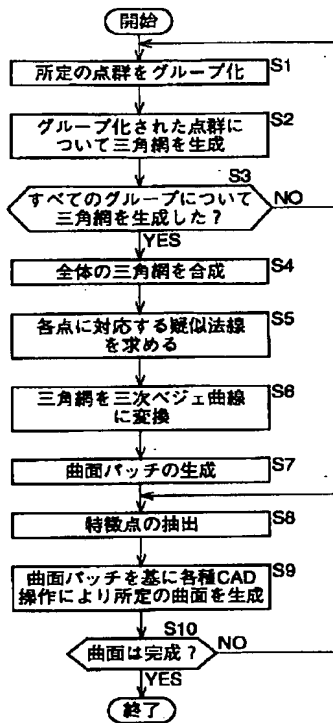 開始
所定の点群をグループ化
S1
グループ化された点群に
ついて三角網を生成
S2
S3
すべてのグループについて
三角網を生成した?
NO
YES
全体の三角網を合成
S4
各点に対応する疑似法線
を求める
S5
三角網を三次ベジェ曲線
に変換
S6
曲面パッチの生成
S7
特徴点の抽出
S8
曲面パッチを基に各種CAD
操作により所定の曲面を生成
S9
S10
曲面は完成?
NO
YES
終了